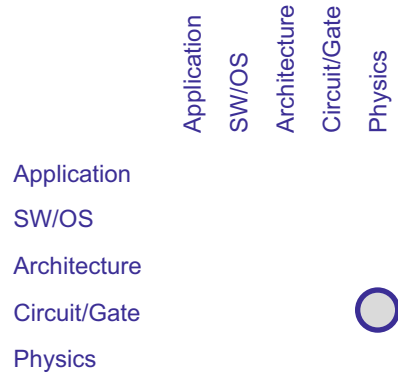 Application
SW/OS
Architecture
Circuit/Gate
Physics
Application
SW/OS
Architecture
Circuit/Gate
Physics